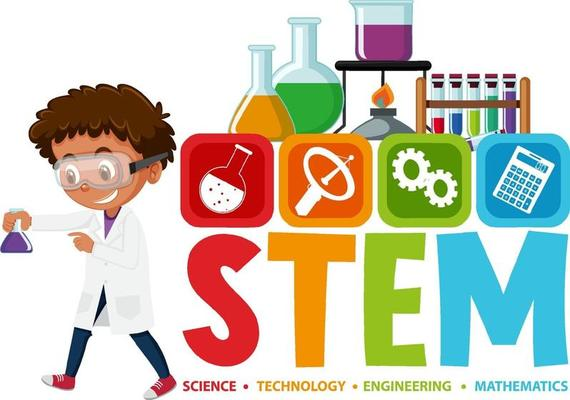 STEM
SCIENCE • TECHNOLOGY • ENGINEERING • MATHEMATICS